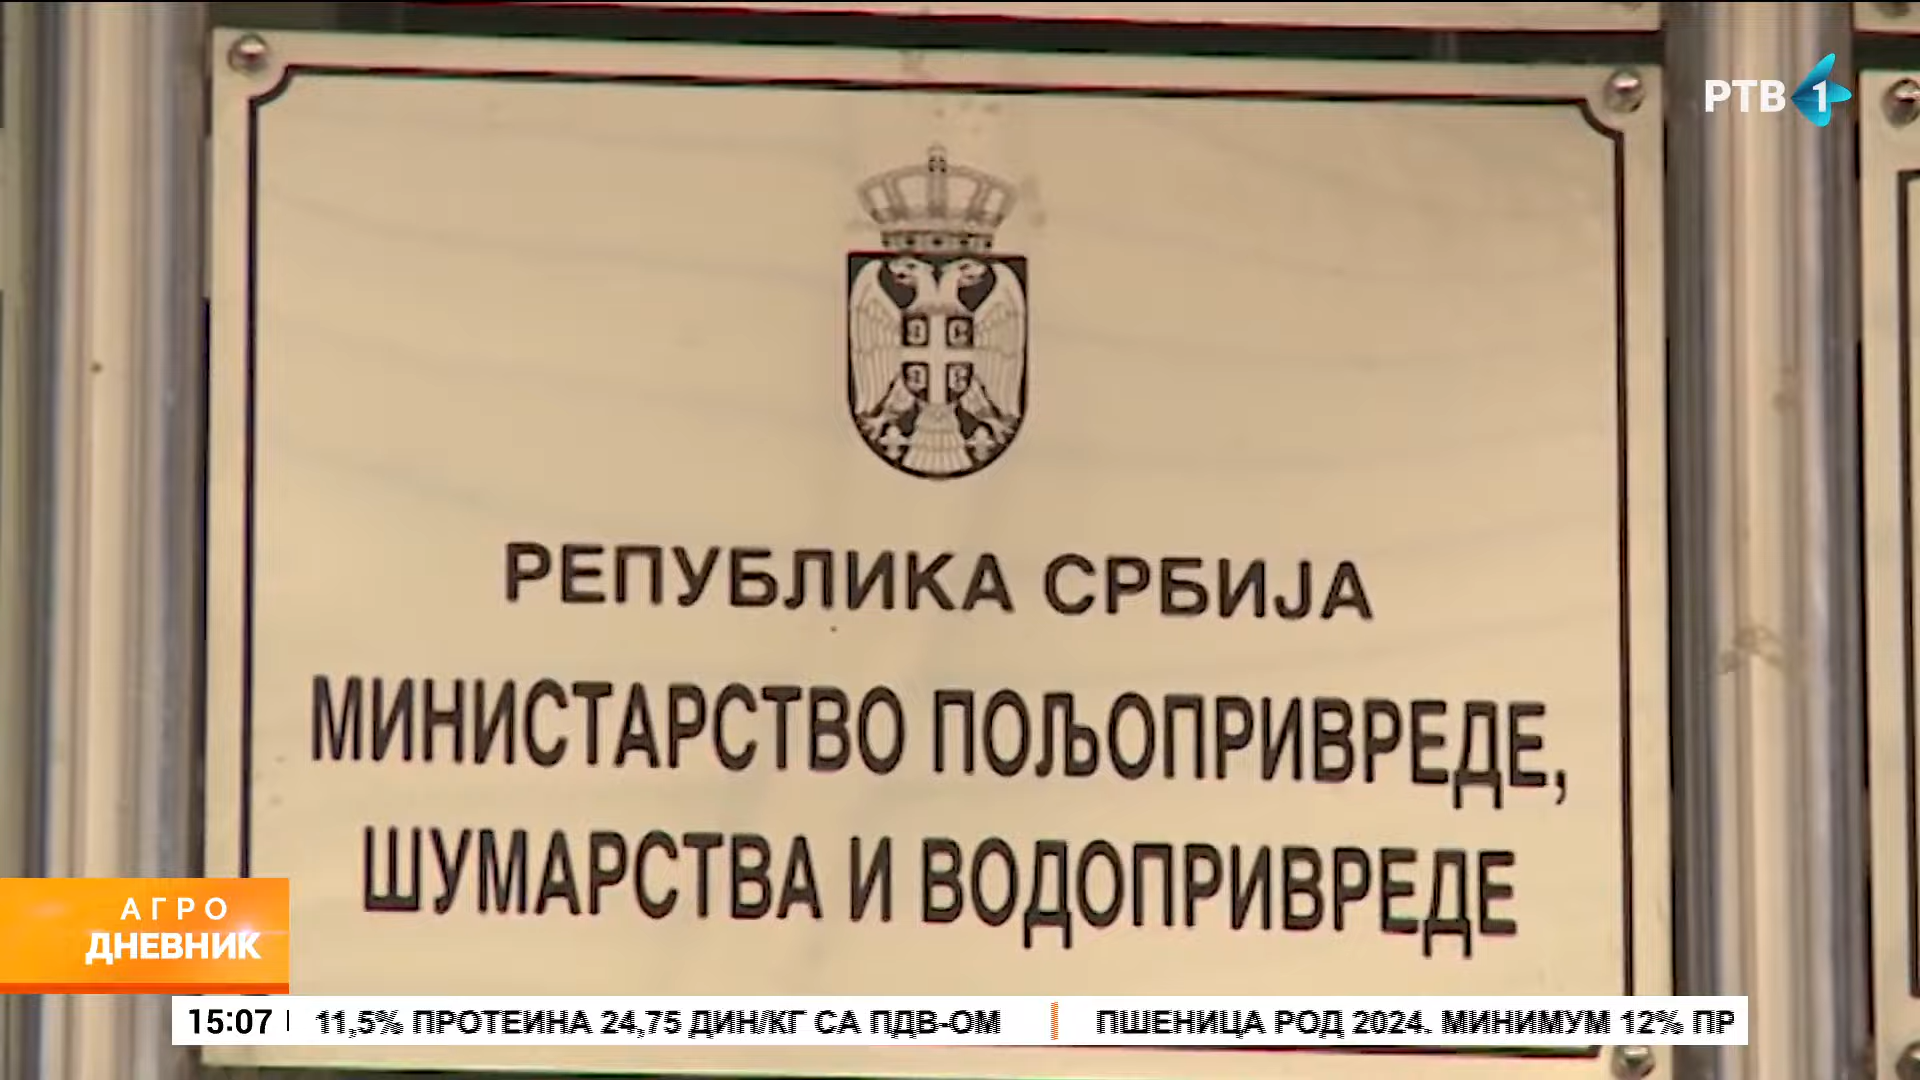 РТВ 1
РЕПУБЛИКА СРБИЈА
МИНИСТАРСТВО ПОЉОПРИВРЕДЕ,
ШУМАРСТВА И ВОДОПРИВРЕДЕ
АГРО
ДНЕВНИК
15:07 11,5% ПРОТЕИНА 24,75 ДИН/КГ СА ПДВ-ОМ ПШЕНИЦА РОД 2024. МИНИМУМ 12% ПР